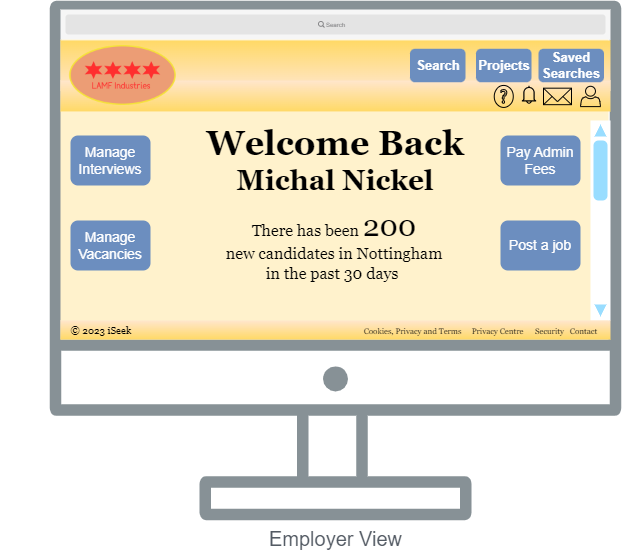 Search
LAMF Industries
Search
Projects
Saved
Searches
?
Manage
Interviews
Welcome Back
Michal Nickel
Pay Admin
Fees
Manage
Vacancies
There has been 200
new candidates in Nottingham
in the past 30 days
Post a job
© 2023 iSeek
Cookies, Privacy and Terms Privacy Centre Security Contact
Employer View